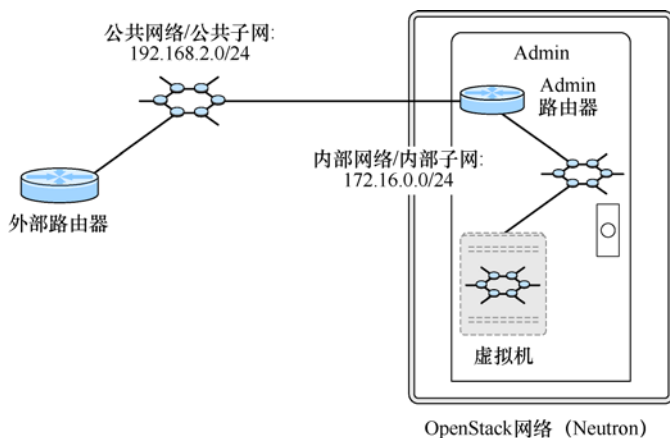 公共网络/公共子网:
192.168.2.0/24
Admin
Admin
路由器
内部网络/内部子网:
172.16.0.0/24
外部路由器
虚拟机
OpenStack网络（Neutron）